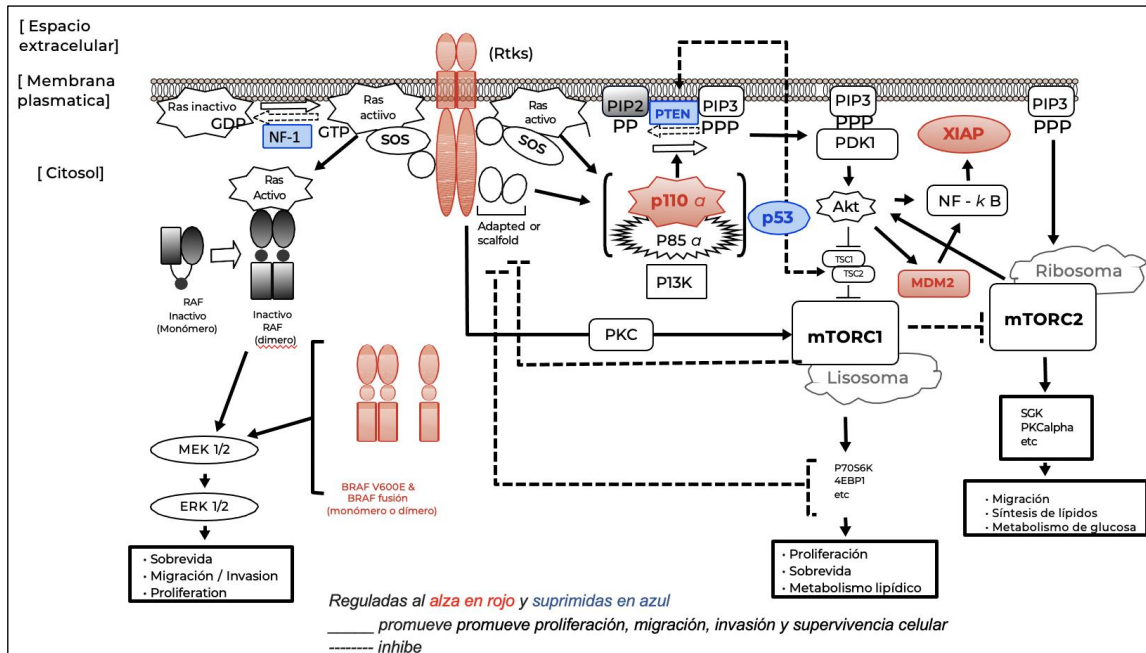 [ Espacio
extracelular]
(Rtks)
[ Membrana
plasmatica]
Ras inactivo
GDP
NF-1
Ras
actiivo
GTP
SOS
Ras
activo
SOS
PIP2
PP
PTEN
PIP3
PPP
PIP3
PPP
PDK1
XIAP
PIP3
PPP
[ Citosol]
Ras
Activo
Adapted or
scalfold
p110 α
P85 α
P13K
p53
Akt
NF - k B
TSC1
TSC2
MDM2
Ribosoma
mTORC2
RAF
Inactivo
(Monómero)
Inactivo
RAF
(dimero)
PKC
mTORC1
Lisosoma
SGK
PKCalpha
etc
MEK 1/2
BRAF V600E &
BRAF fusión
(monómero o dímero)
P70S6K
4EBP1
etc
ERK 1/2
· Migración
· Síntesis de lípidos
· Metabolismo de glucosa
· Sobrevida
· Migración / Invasion
· Proliferation
· Proliferación
· Sobrevida
· Metabolismo lipídico
Reguladas al alza en rojo y suprimidas en azul
_____ promueve promueve proliferación, migración, invasión y supervivencia celular
-------- inhibe